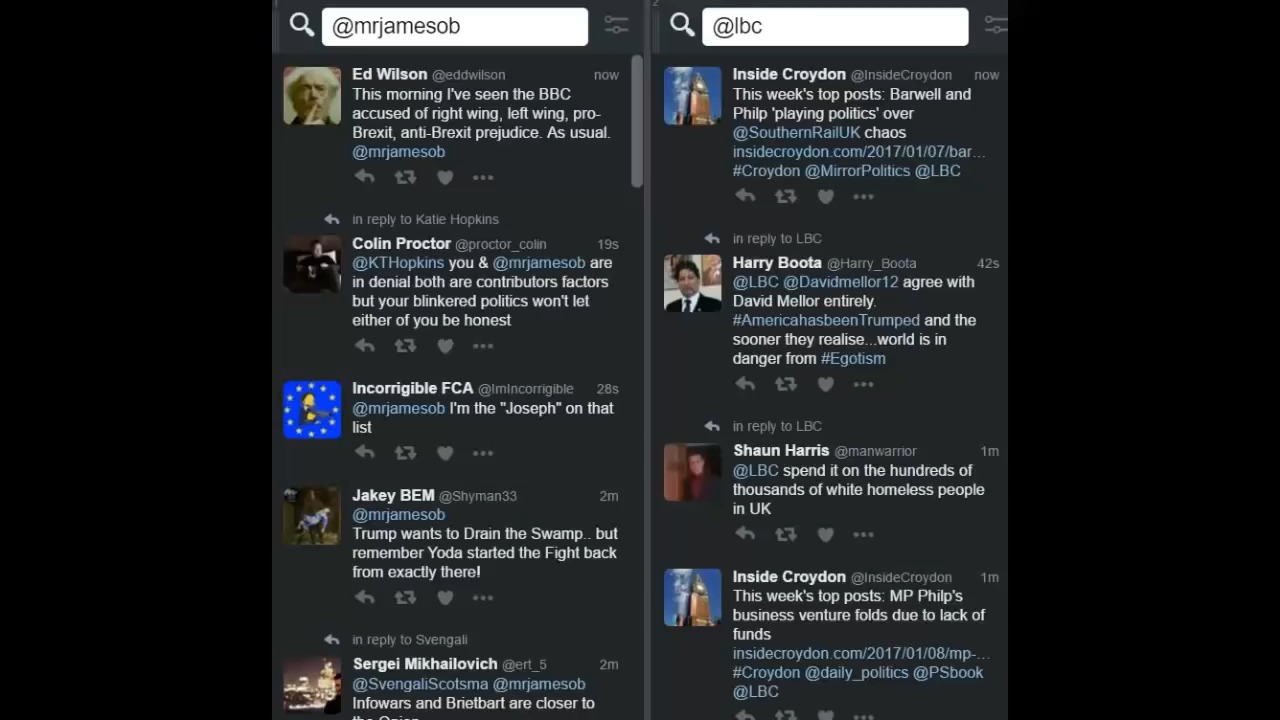 @mrjamesob
Ed Wilson @eddwilson now
This morning I've seen the BBC
accused of right wing, left wing, pro-
Brexit, anti-Brexit prejudice. As usual.
@mrjamesob
in reply to Katie Hopkins
Colin Proctor @proctor_colin 19s
@KTHopkins you & @mrjamesob are
in denial both are contributors factors
but your blinkered politics won't let
either of you be honest
Incorrigible FCA @ImIncorrigible 28s
@mrjamesob I'm the "Joseph" on that
list
Jakey BEM @Shyman33 2m
@mrjamesob
Trump wants to Drain the Swamp.. but
remember Yoda started the Fight back
from exactly there!
in reply to Svengali
Sergei Mikhailovich @ert_5 2m
@SvengaliScotsma @mrjamesob
Infowars and Brietbart are closer to
2
@lbc
Inside Croydon @InsideCroydon now
This week's top posts: Barwell and
Philp 'playing politics' over
@SouthernRailUK chaos
insidecroydon.com/2017/01/07/bar…
#Croydon @MirrorPolitics @LBC
in reply to LBC
Harry Boota @Harry_Boota 42s
@LBC @Davidmellor12 agree with
David Mellor entirely.
#AmericahasbeenTrumped and the
sooner they realise...world is in
danger from #Egotism
in reply to LBC
Shaun Harris @manwarrior 1m
@LBC spend it on the hundreds of
thousands of white homeless people
in UK
Inside Croydon @InsideCroydon 1m
This week's top posts: MP Philp's
business venture folds due to lack of
funds
insidecroydon.com/2017/01/08/mp-…
#Croydon @daily_politics @PSbook
@LBC